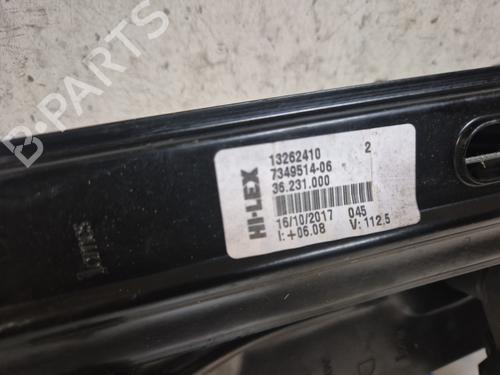 B-PARTS
HI-LEX
13262410 2
7349514-06
36.231.000
16/10/2017 045
I: +06.08 V: 112,5